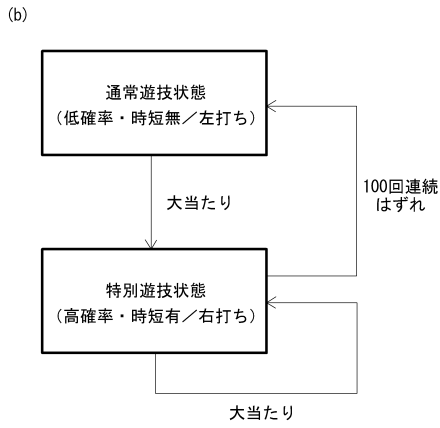 (b)
通常遊技状態
（低確率・時短無／左打ち）
大当たり
100回連続
はずれ
特別遊技状態
（高確率・時短有／右打ち）
大当たり